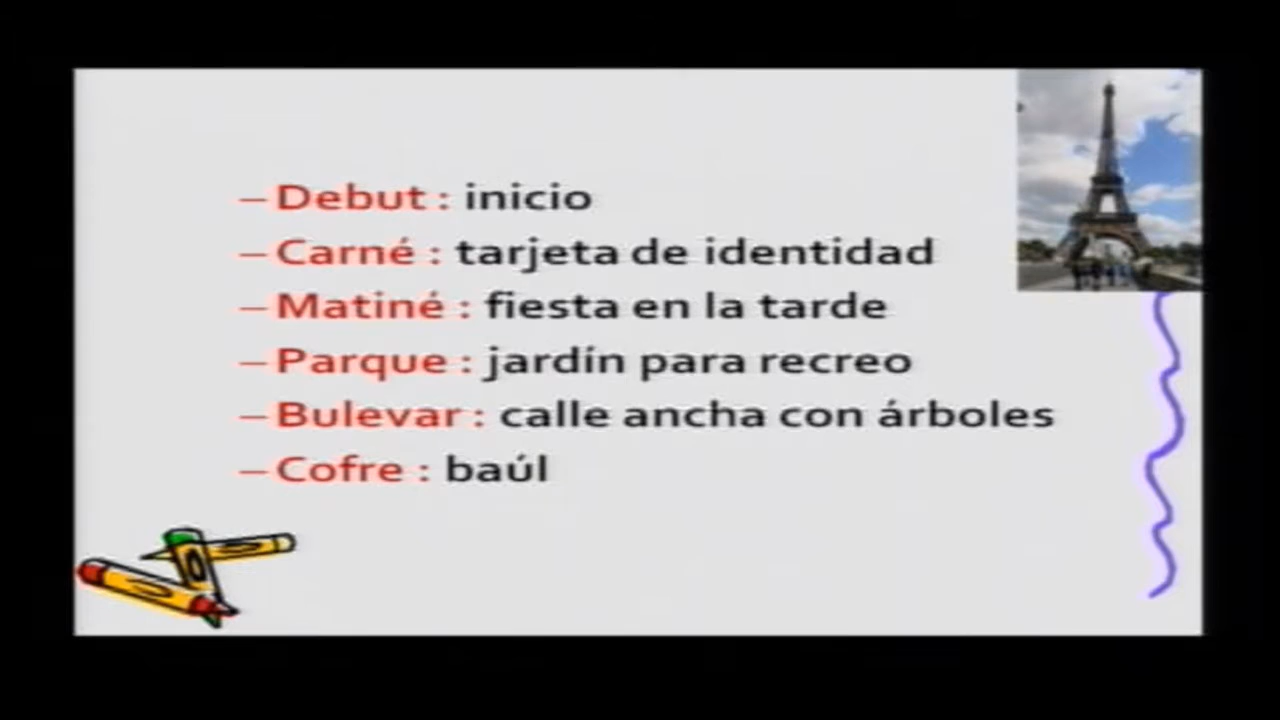 – Debut : inicio
– Carné : tarjeta de identidad
– Matiné : fiesta en la tarde
– Parque : jardín para recreo
– Bulevar : calle ancha con árboles
– Cofre : baúl